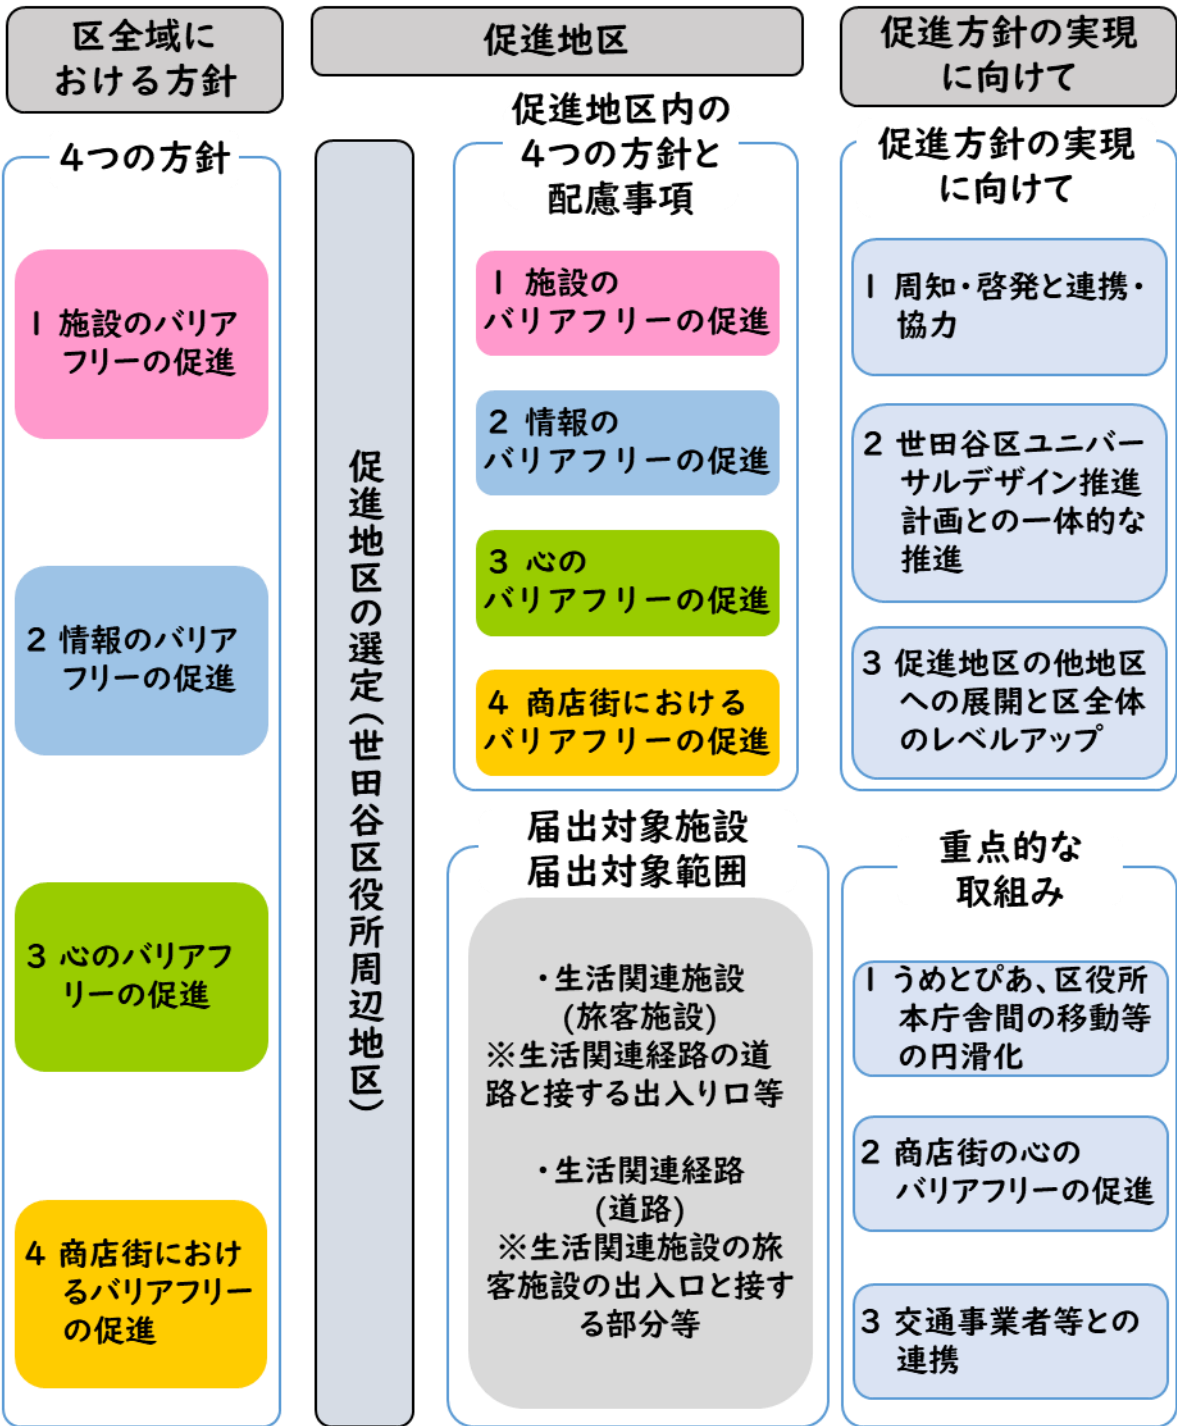 区全域に
おける方針
4つの方針
1 施設のバリア
フリーの促進
2 情報のバリア
フリーの促進
3 心のバリアフ
リーの促進
4 商店街におけ
るバリアフリー
の促進
促進地区
促進地区の選定(世田谷区役所周辺地区)
促進地区内の
4つの方針と
配慮事項
1 施設の
バリアフリーの促進
2 情報の
バリアフリーの促進
3 心の
バリアフリーの促進
4 商店街における
バリアフリーの促進
届出対象施設
届出対象範囲
・生活関連施設
(旅客施設)
※生活関連経路の道
路と接する出入り口等
・生活関連経路
(道路)
※生活関連施設の旅
客施設の出入口と接す
る部分等
促進方針の実現
に向けて
促進方針の実現
に向けて
1 周知・啓発と連携・
協力
2 世田谷区ユニバー
サルデザイン推進
計画との一体的な
推進
3 促進地区の他地区
への展開と区全体
のレベルアップ
重点的な
取組み
1 うめとぴあ、区役所
本庁舎間の移動等
の円滑化
2 商店街の心の
バリアフリーの促進
3 交通事業者等との
連携